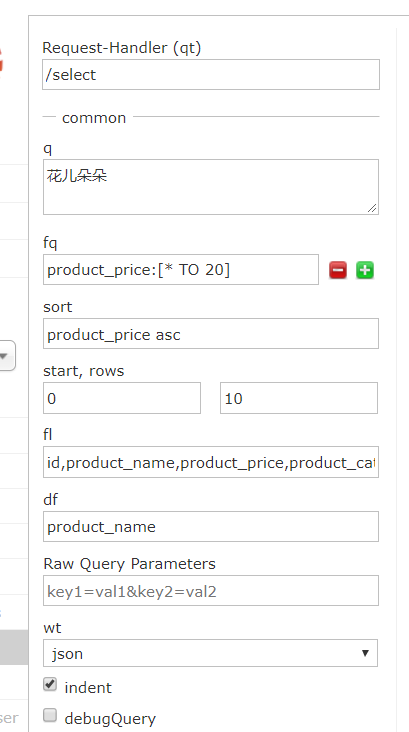 Request-Handler (qt)
/select
common
q
花儿朵朵
fq
product_price:[* TO 20]
sort
product_price asc
start, rows
0 10
fl
id,product_name,product_price,product_cat
df
product_name
Raw Query Parameters
key1=val1&key2=val2
wt
json
indent
debugQuery
ser